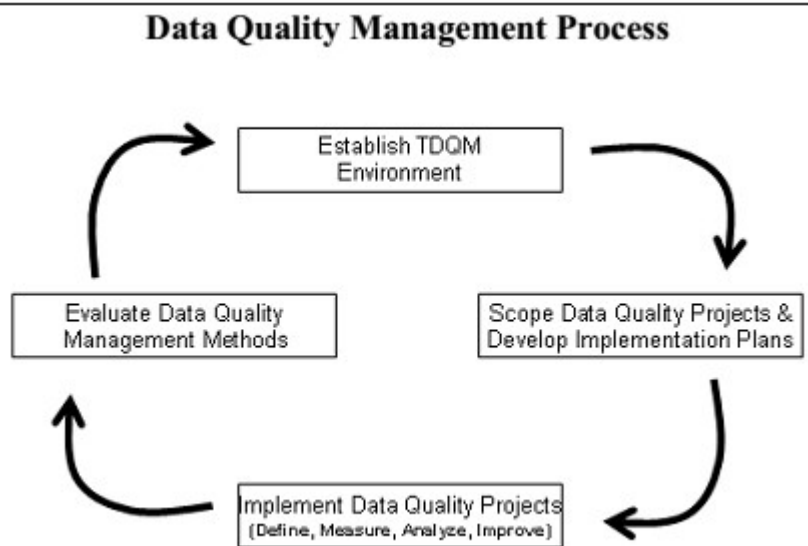 Data Quality Management Process
Establish TDQM
Environment
Scope Data Quality Projects &
Develop Implementation Plans
Implement Data Quality Projects
(Define, Measure, Analyze, Improve)
Evaluate Data Quality
Management Methods